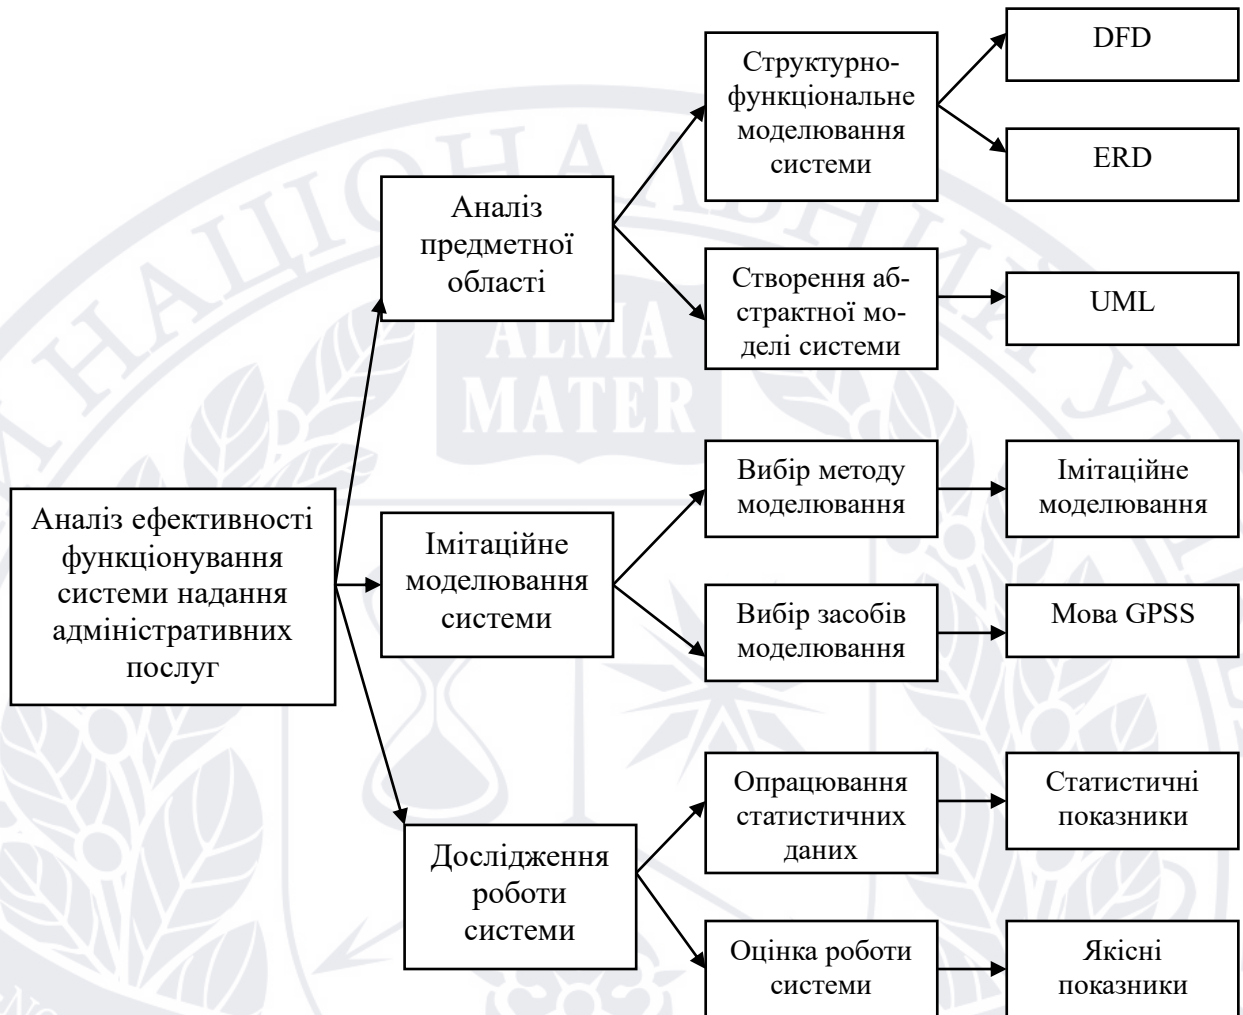 Аналіз ефективності
функціонування
системи надання
адміністративних
послуг
Аналіз
предметної
області
Структурно-
функціональне
моделювання
системи
DFD
ERD
Створення аб-
страктної мо-
делі системи
UML
Імітаційне
моделювання
системи
Вибір методу
моделювання
Імітаційне
моделювання
Вибір засобів
моделювання
Мова GPSS
Дослідження
роботи
системи
Опрацювання
статистичних
даних
Статистичні
показники
Оцінка роботи
системи
Якісні
показники
ALMA
MATER
НАЦІОНАЛЬНИЙ